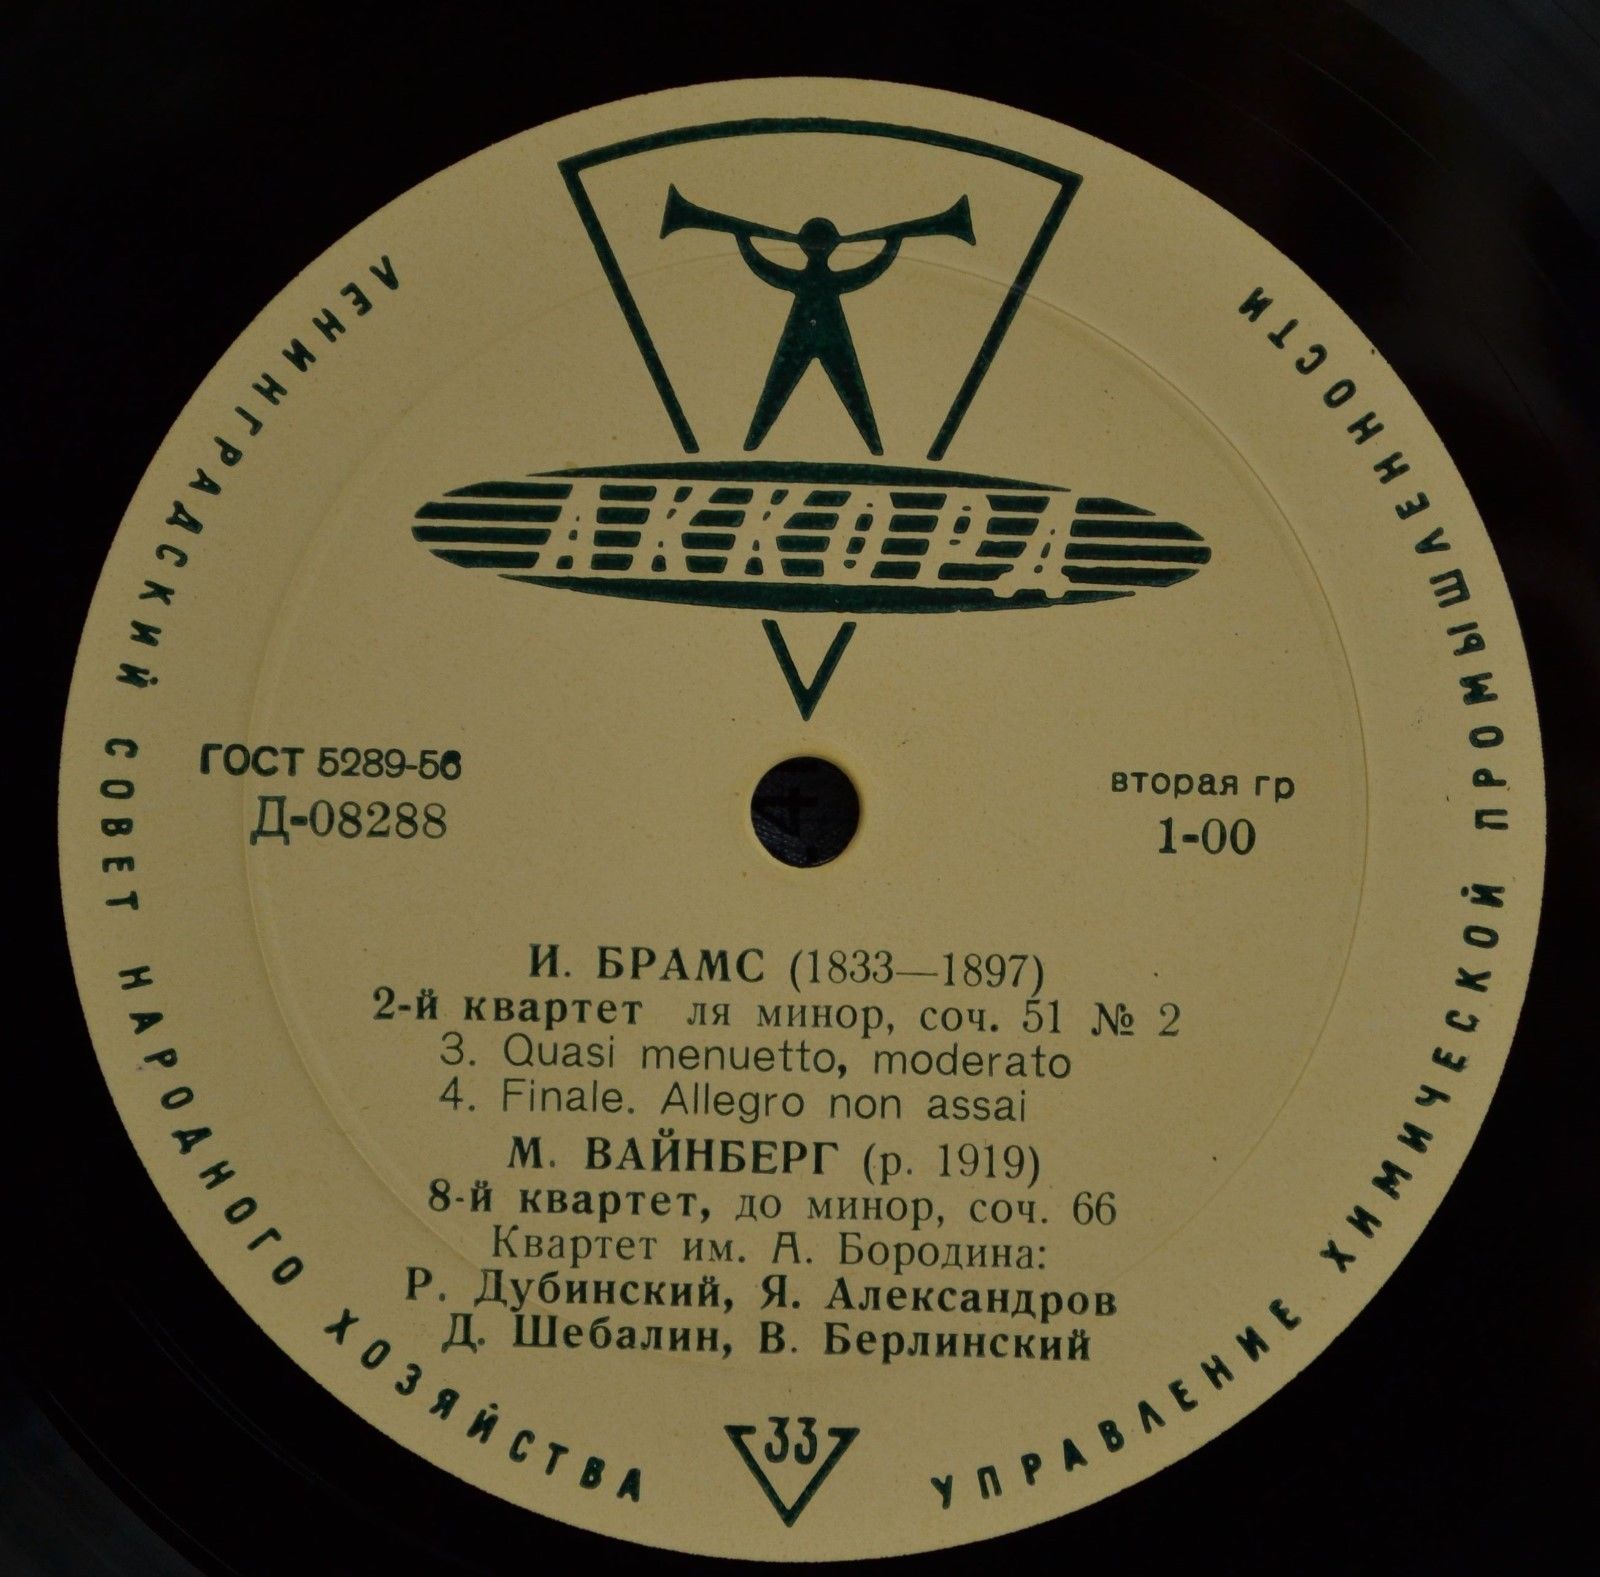 АККОРД
ЛЕНИНГРАДСКИЙ СОВЕТ НАРОДНОГО ХОЗЯЙСТВА
УПРАВЛЕНИЕ ХИМИЧЕСКОЙ ПРОМЫШЛЕННОСТИ
ГОСТ 5289-56
Д-08288
вторая гр
1-00
И. БРАМС (1833—1897)
2-й квартет ля минор, соч. 51 № 2
3. Quasi menuetto, moderato
4. Finale. Allegro non assai
М. ВАЙНБЕРГ (р. 1919)
8-й квартет, до минор, соч. 66
Квартет им. А. Бородина:
Р. Дубинский, Я. Александров
Д. Шебалин, В. Берлинский
33